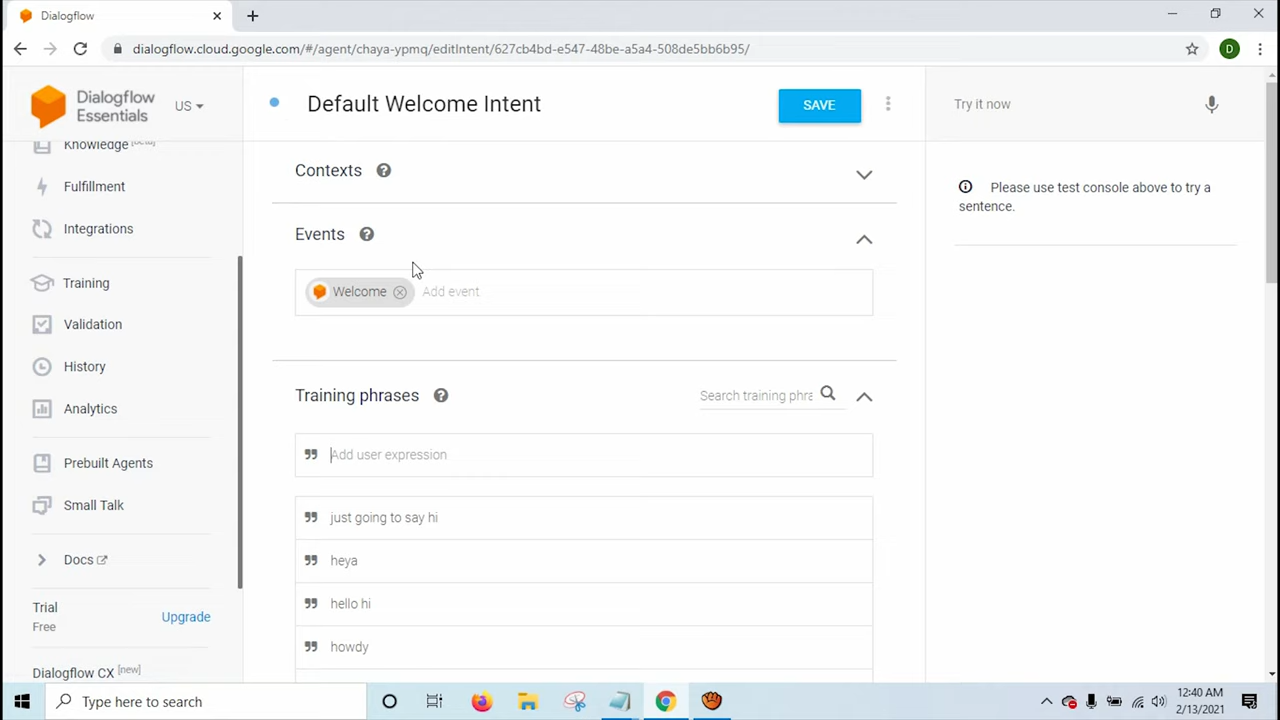 Dialogflow
dialogflow.cloud.google.com/#/agent/chaya-ypmq/editIntent/627cb4bd-e547-48be-a5a4-508de5bb6b95/
D
Dialogflow
Essentials
US
Default Welcome Intent
SAVE
Try it now
Knowledge [beta]
Fulfillment
Integrations
Training
Validation
History
Analytics
Prebuilt Agents
Small Talk
Docs
Trial
Free
Upgrade
Dialogflow CX [new]
Contexts
Events
Welcome
Add event
Training phrases
Search training phra
Add user expression
just going to say hi
heya
hello hi
howdy
Please use test console above to try a
sentence.
Type here to search
12:40 AM
2/13/2021